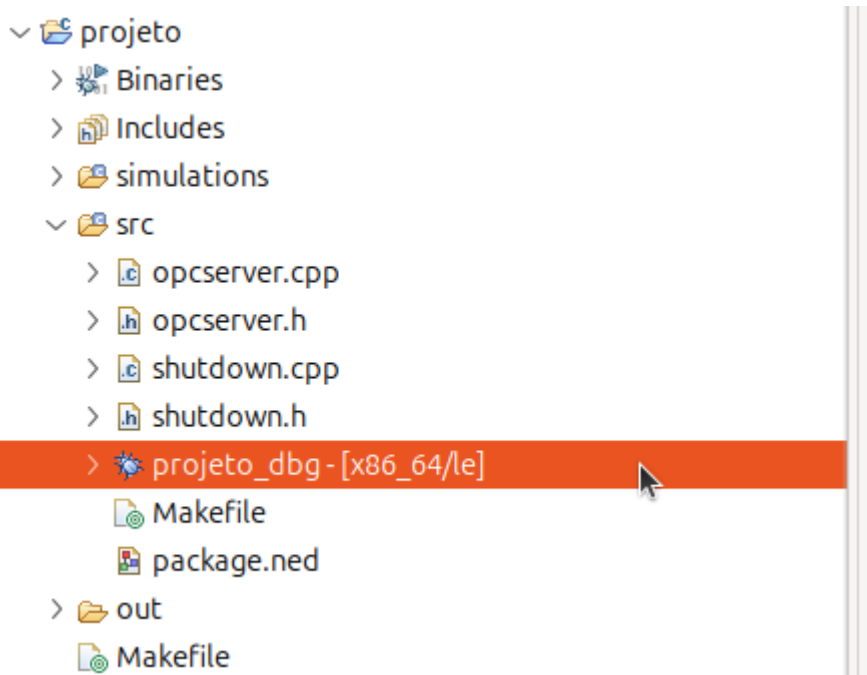 projeto
Binaries
Includes
simulations
src
opcserver.cpp
opcserver.h
shutdown.cpp
shutdown.h
projeto_dbg - [x86_64/le]
Makefile
package.ned
out
Makefile